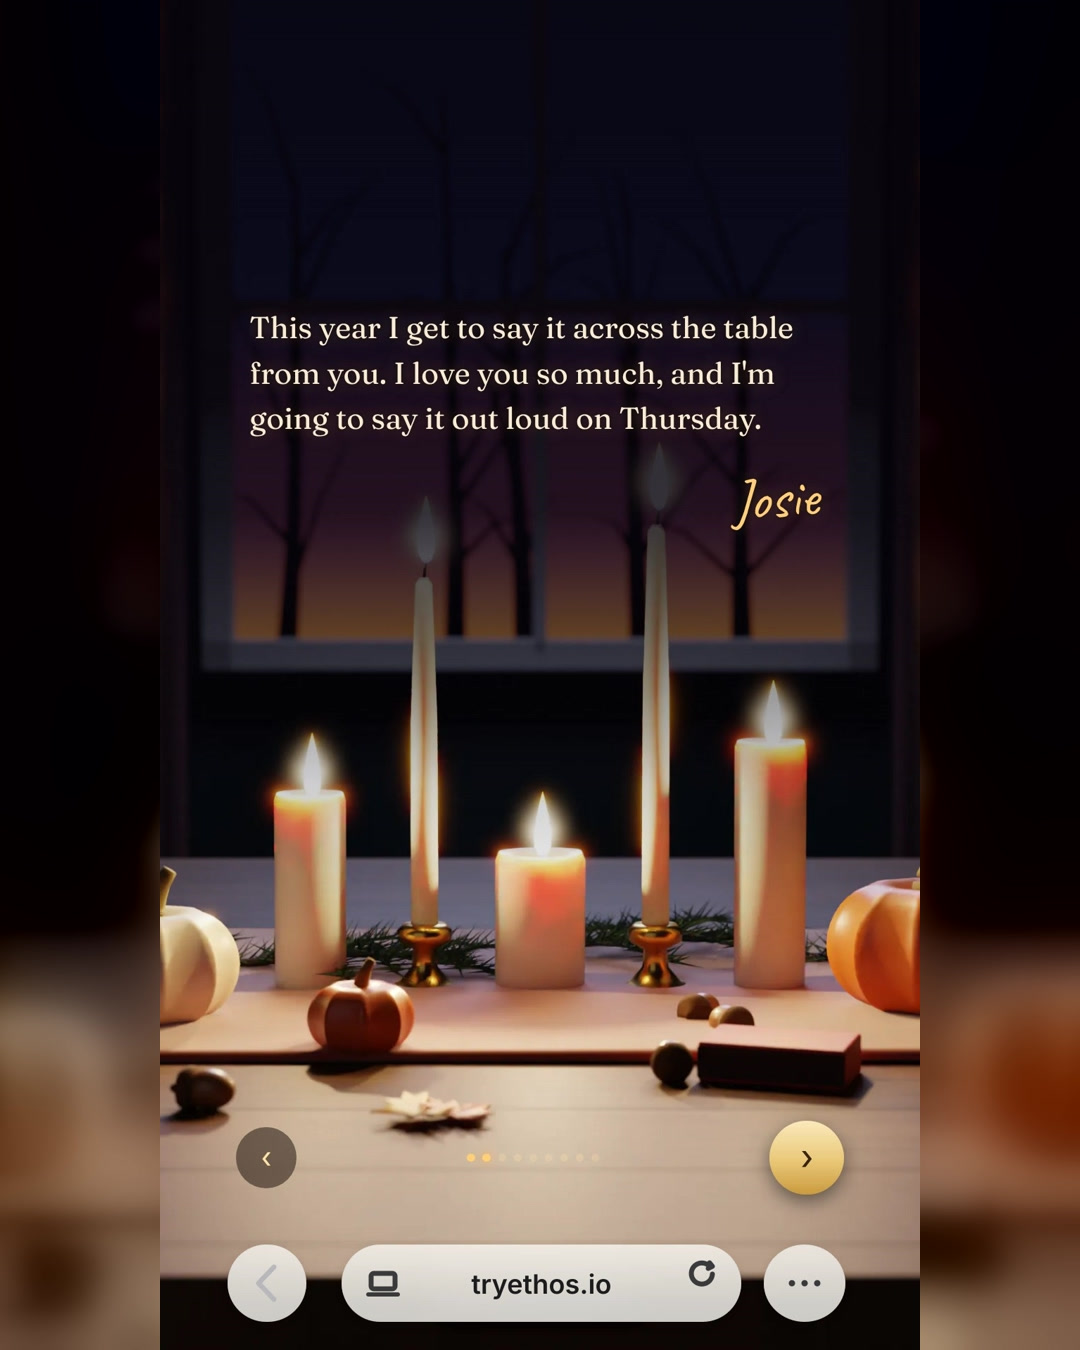 This year I get to say it across the table
from you. I love you so much, and I'm
going to say it out loud on Thursday.
Josie
tryethos.io